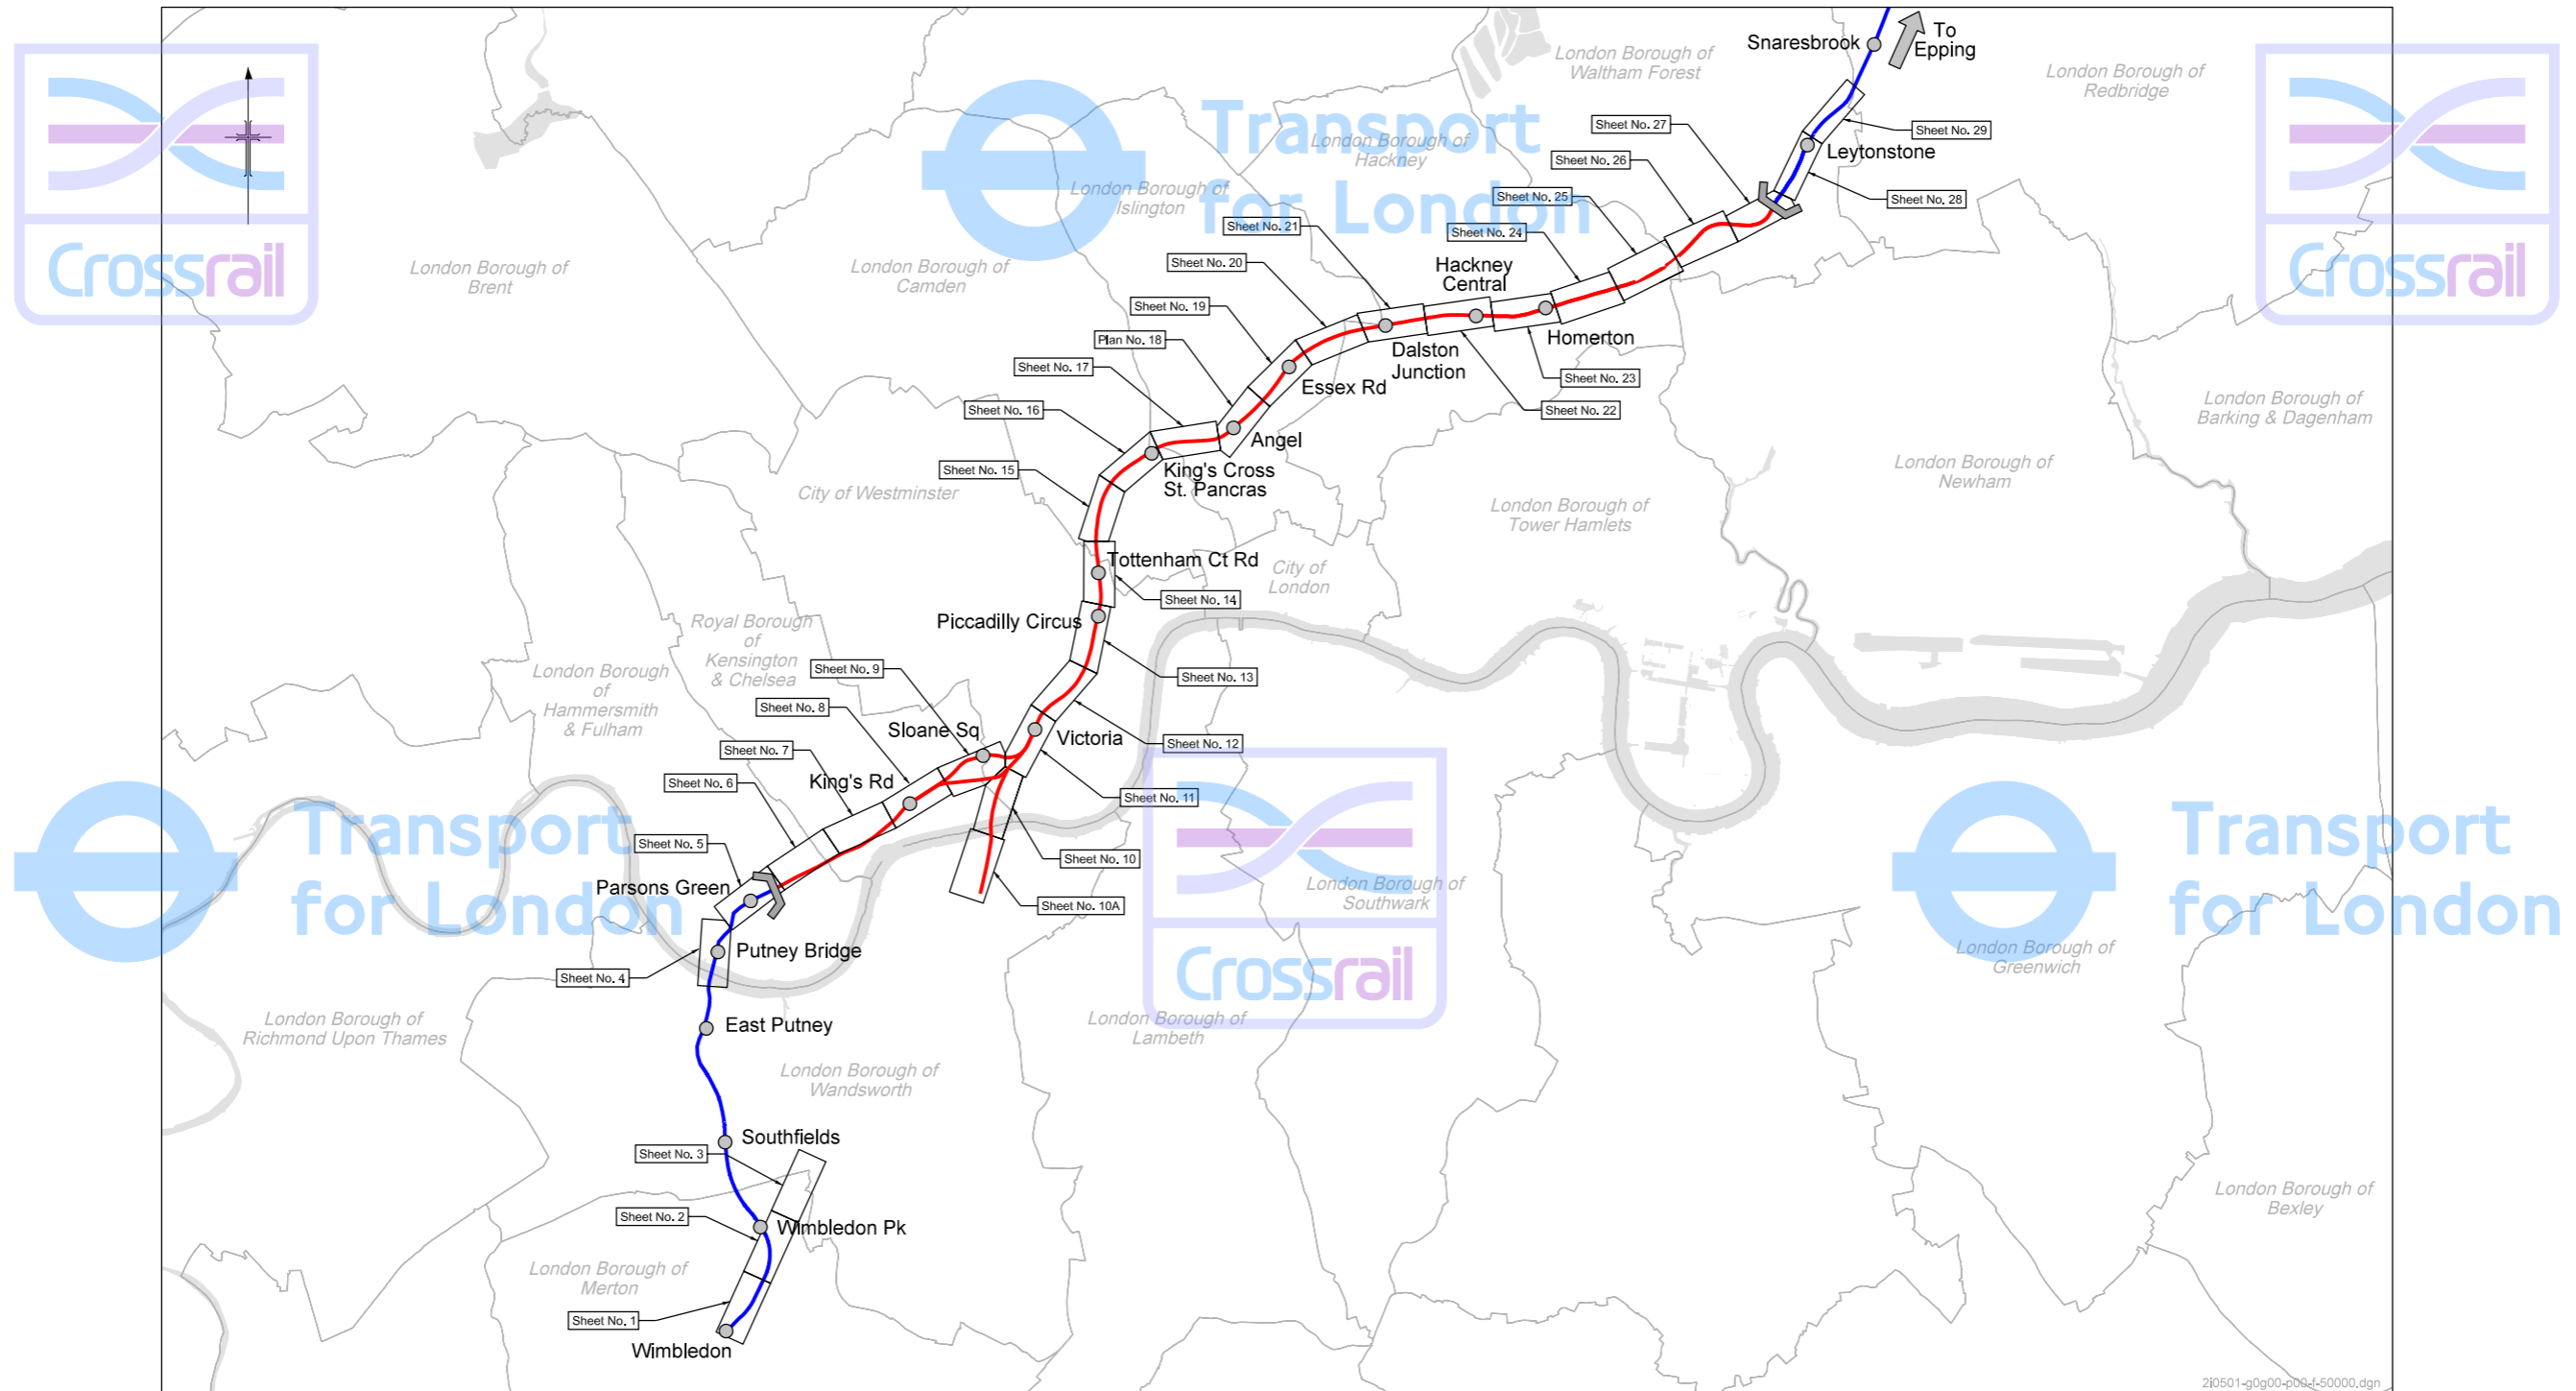 Snaresbrook
To
Epping
London Borough of
Waltham Forest
London Borough of
Redbridge
Sheet No. 27
Sheet No. 29
Leytonstone
Sheet No. 26
Sheet No. 28
Sheet No. 25
Sheet No. 24
Transport
for London
London Borough of
Hackney
London Borough of
Islington
Sheet No. 21
Sheet No. 20
Hackney
Central
Crossrail
Crossrail
London Borough of
Brent
London Borough of
Camden
Sheet No. 19
Plan No. 18
Homerton
Dalston
Junction
Sheet No. 17
Essex Rd
Sheet No. 23
Sheet No. 22
London Borough of
Barking & Dagenham
Sheet No. 16
Angel
Sheet No. 15
King's Cross
St. Pancras
City of Westminster
London Borough of
Newham
London Borough of
Tower Hamlets
Tottenham Ct Rd
City of
London
Sheet No. 14
Piccadilly Circus
Royal Borough
of
Kensington
& Chelsea
Sheet No. 9
London Borough
of
Hammersmith
& Fulham
Sheet No. 13
Sheet No. 8
Sloane Sq
Victoria
Sheet No. 12
Sheet No. 7
Sheet No. 6
King's Rd
Sheet No. 11
Transport
for London
Sheet No. 5
Sheet No. 10
Parsons Green
Sheet No. 10A
London Borough of
Southwark
Crossrail
Transport
for London
London Borough of
Greenwich
Putney Bridge
Sheet No. 4
London Borough of
Richmond Upon Thames
East Putney
London Borough of
Lambeth
London Borough of
Wandsworth
Southfields
Sheet No. 3
London Borough of
Bexley
Sheet No. 2
Wimbledon Pk
London Borough of
Merton
Sheet No. 1
Wimbledon
2i0501-g0g00-p00-f-50000.dgn